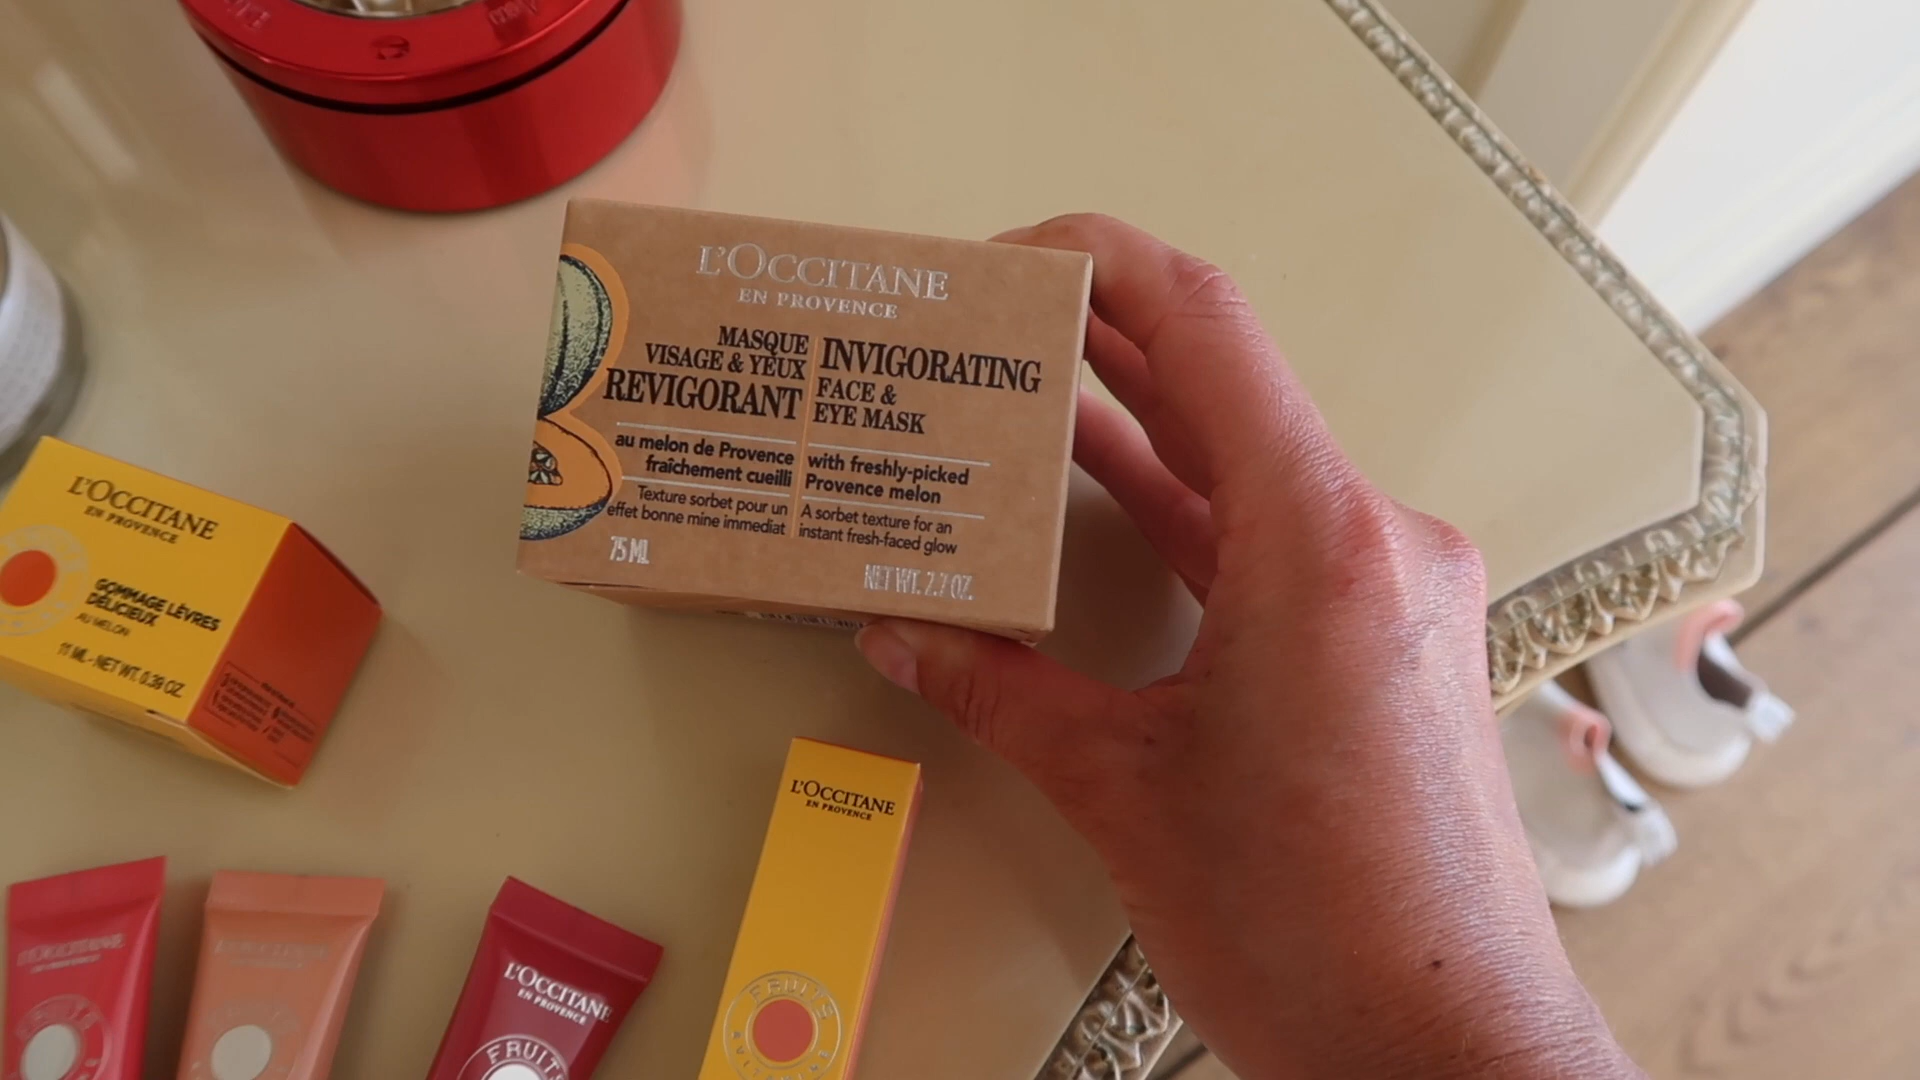 L'OCCITANE
EN PROVENCE
MASQUE
VISAGE & YEUX
REVIGORANT
au melon de Provence
fraîchement cueilli
Texture sorbet pour un
effet bonne mine immediat
75 ML
INVIGORATING
FACE &
EYE MASK
with freshly-picked
Provence melon
A sorbet texture for an
instant fresh-faced glow
NET WT. 2.7 OZ.
L'OCCITANE
EN PROVENCE
GOMMAGE LÈVRES
DÉLICIEUX
AU MELON
11 ML - NET WT. 0.39 OZ.
L'OCCITANE
EN PROVENCE
FRUITS
L'OCCITANE
L'OCCITANE
L'OCCITANE
EN PROVENCE
FRUITS